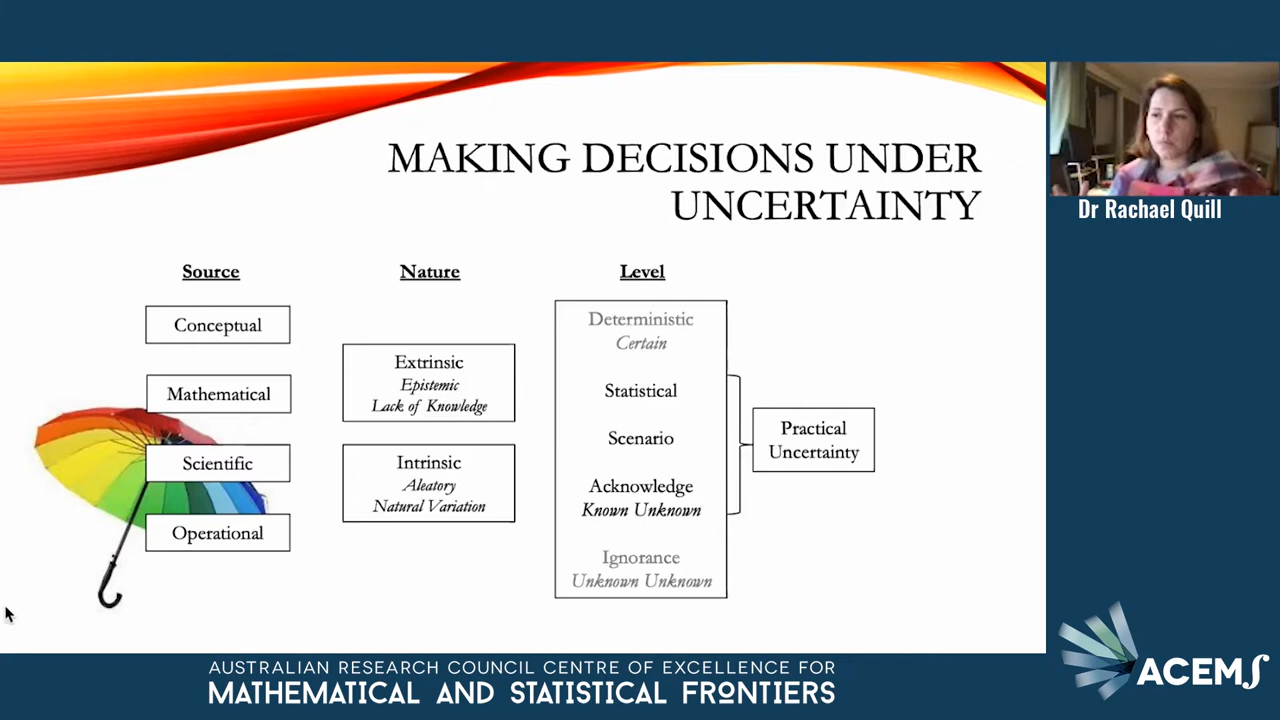 MAKING DECISIONS UNDER
UNCERTAINTY
Dr Rachael Quill
Source
Conceptual
Mathematical
Scientific
Operational
Nature
Extrinsic
Epistemic
Lack of Knowledge
Intrinsic
Aleatory
Natural Variation
Level
Deterministic
Certain
Statistical
Scenario
Acknowledge
Known Unknown
Ignorance
Unknown Unknown
Practical
Uncertainty
AUSTRALIAN RESEARCH COUNCIL CENTRE OF EXCELLENCE FOR
MATHEMATICAL AND STATISTICAL FRONTIERS
ACEMS